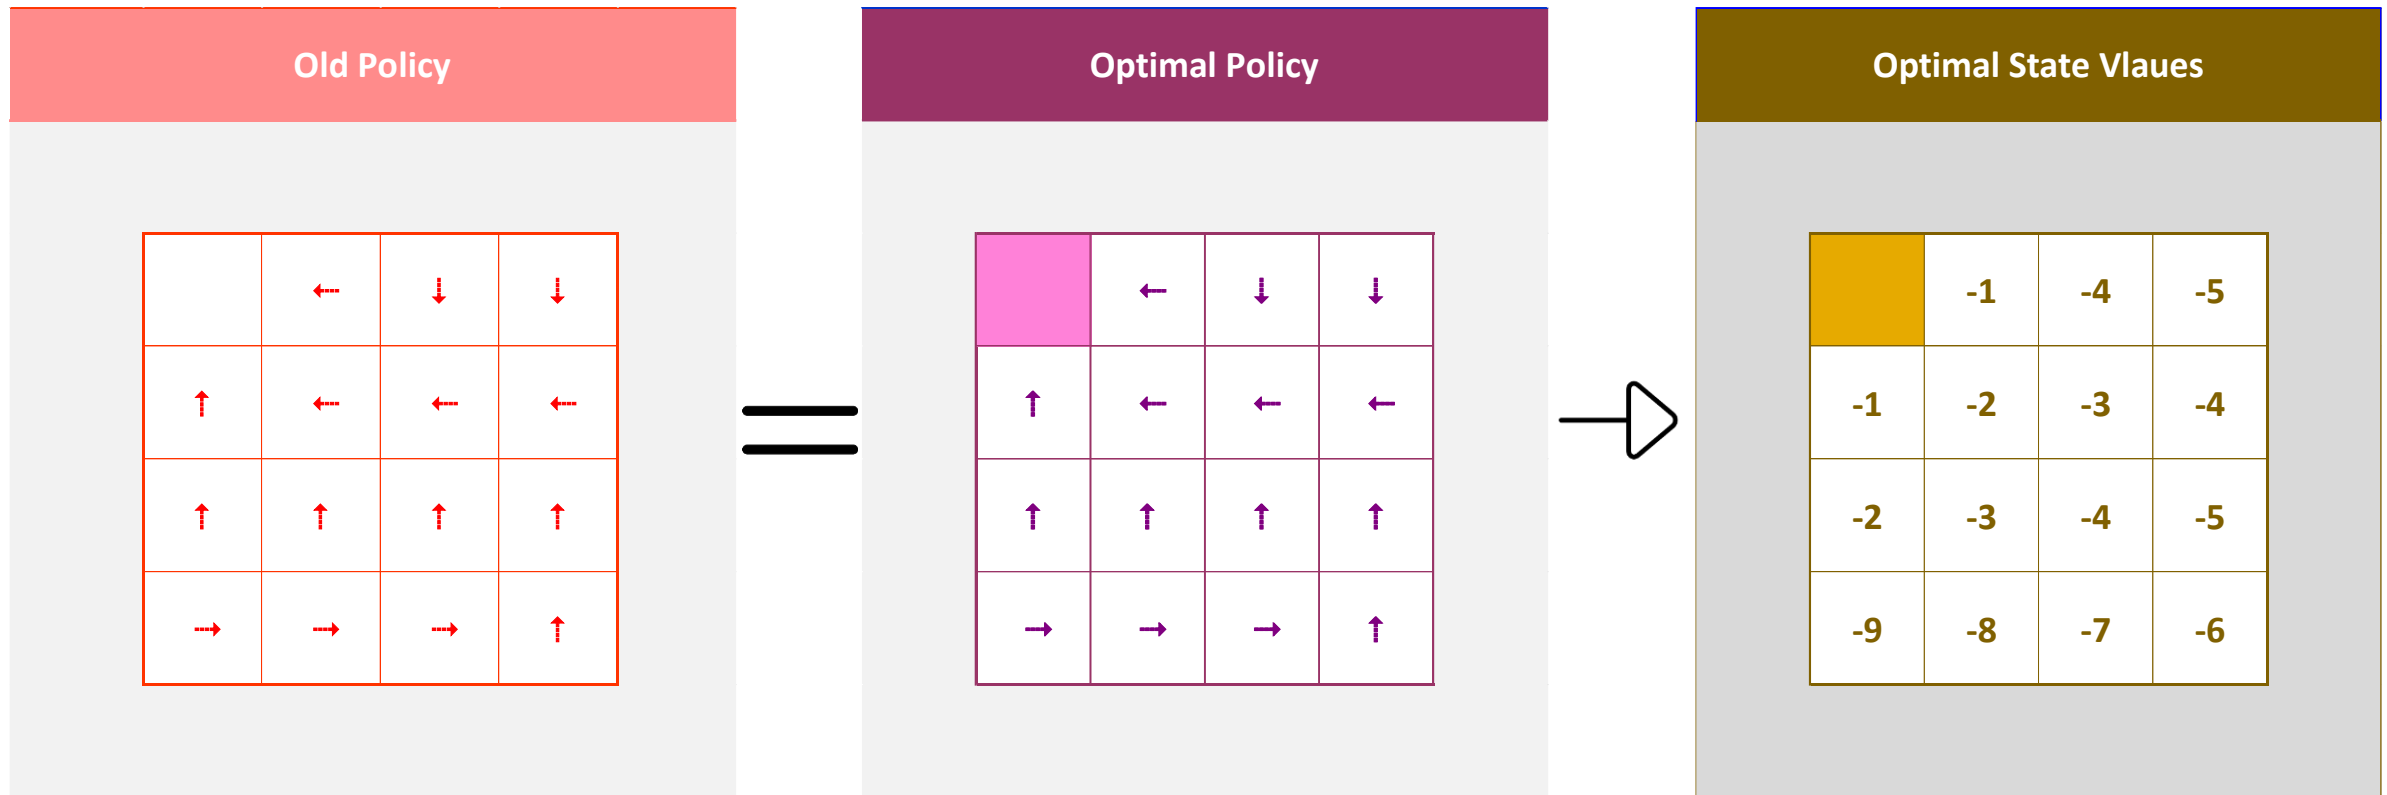 Old Policy
Optimal Policy
Optimal State Vlaues
← ↓ ↓
↑ ← ← ←
↑ ↑ ↑ ↑
→ → → ↑
← ↓ ↓
↑ ← ← ←
↑ ↑ ↑ ↑
→ → → ↑
-1 -4 -5
-1 -2 -3 -4
-2 -3 -4 -5
-9 -8 -7 -6